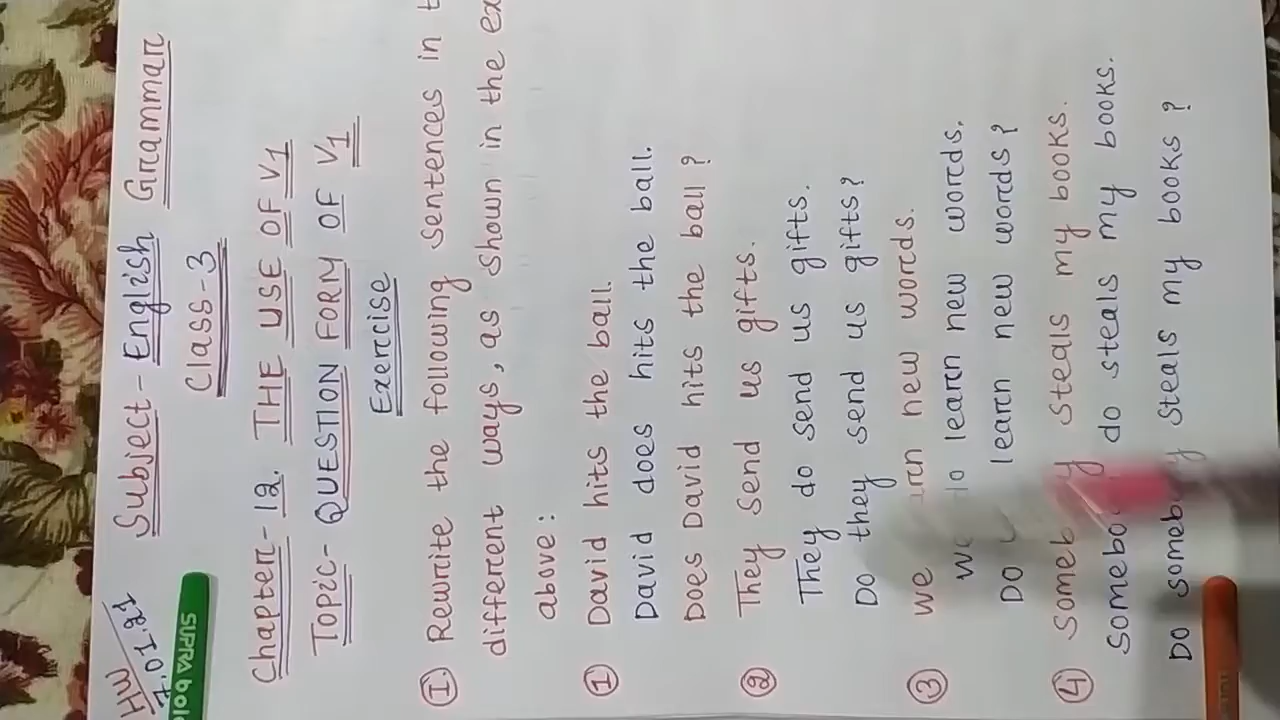 HW
7.01.21
SUPRA bol
Subject - English Grammar
Class-3
Chapter-12. THE USE OF V1
Topic- QUESTION FORM OF V1
Exercise
I Rewrite the following sentences in
different ways, as shown in the
above:
1 David hits the ball.
David does hits the ball.
Does David hits the ball?
2 They send us gifts.
They do send us gifts.
Do they send us gifts?
3 we new words.
learn new words.
DO learn new words?
4 steals my books.
do steals my books.
Do steals my books?